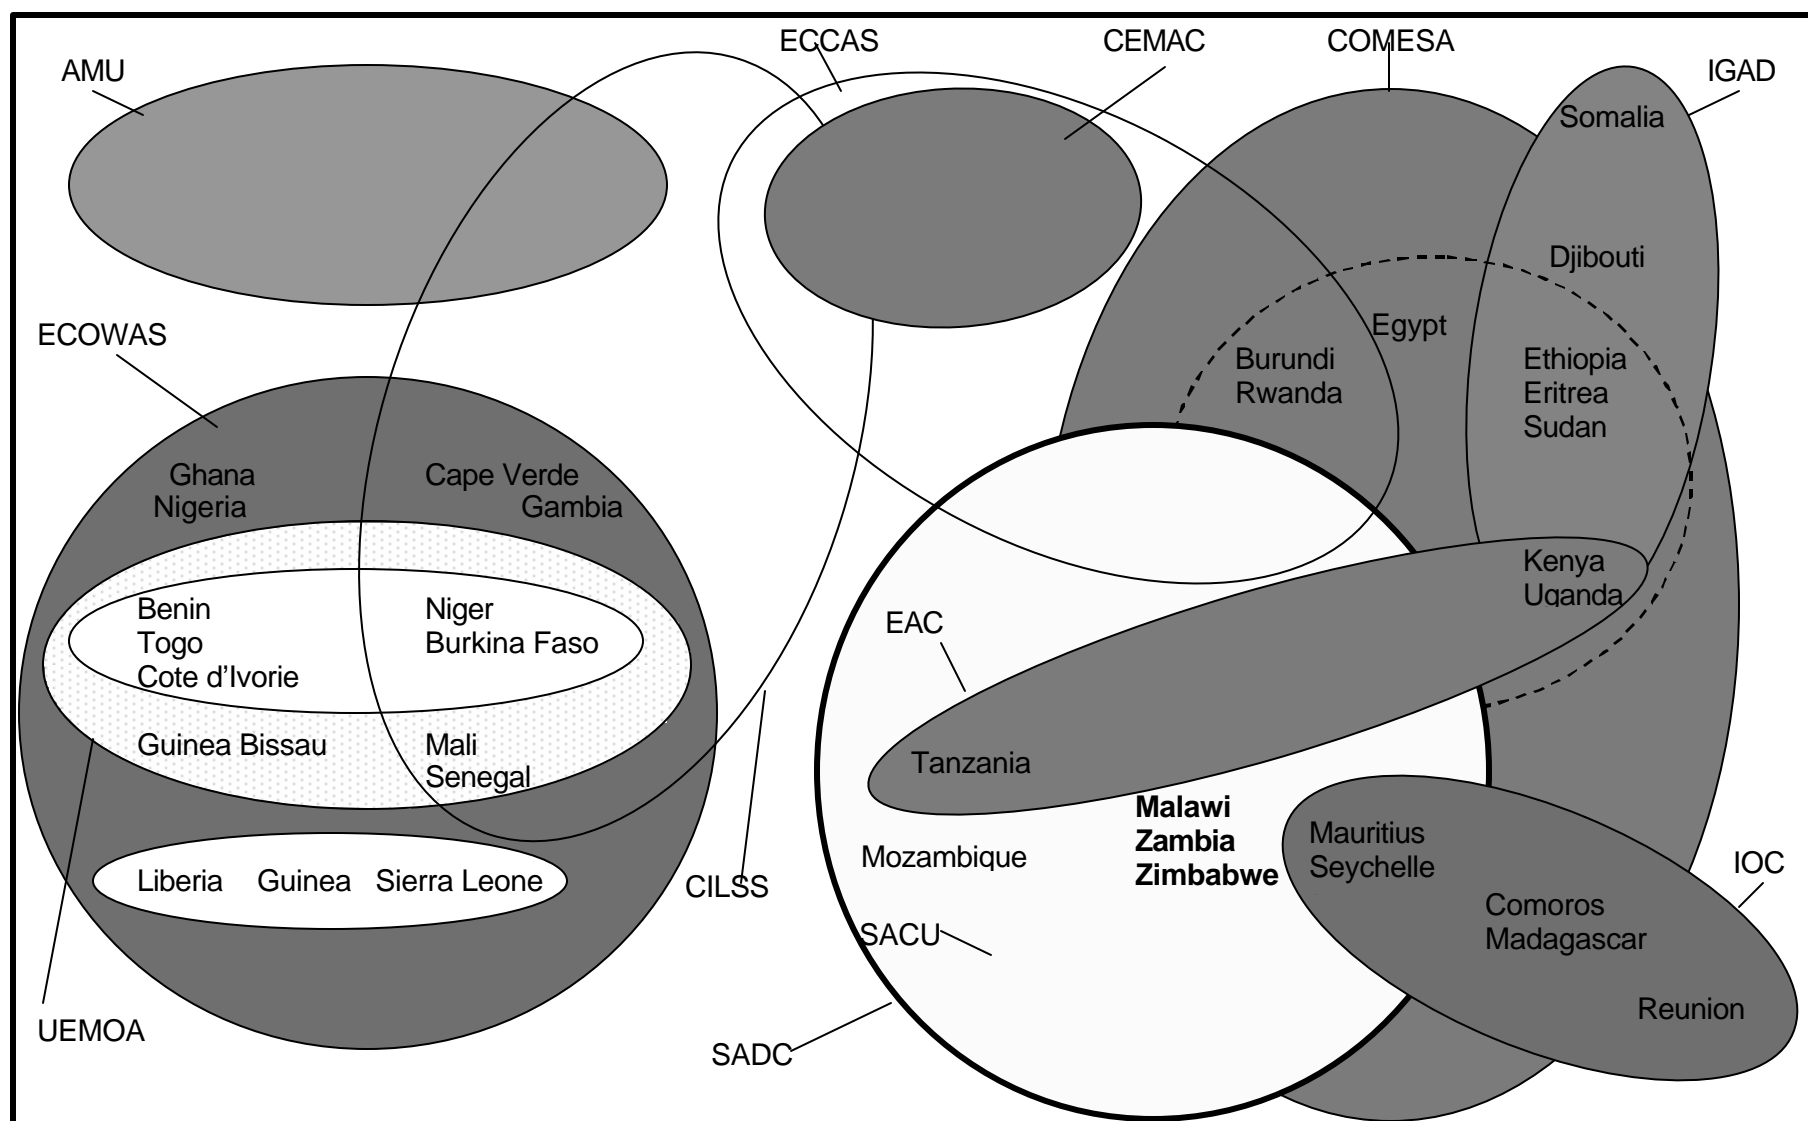 ECCAS
CEMAC
COMESA
AMU
IGAD
Somalia
Djibouti
ECOWAS
Egypt
Burundi
Rwanda
Ethiopia
Eritrea
Sudan
Ghana
Nigeria
Cape Verde
Gambia
Kenya
Uganda
Benin
Togo
Cote d'Ivorie
Niger
Burkina Faso
EAC
Guinea Bissau
Mali
Senegal
Tanzania
Malawi
Zambia
Zimbabwe
Mauritius
Seychelle
Mozambique
Liberia Guinea Sierra Leone
CILSS
IOC
Comoros
Madagascar
SACU
Reunion
UEMOA
SADC